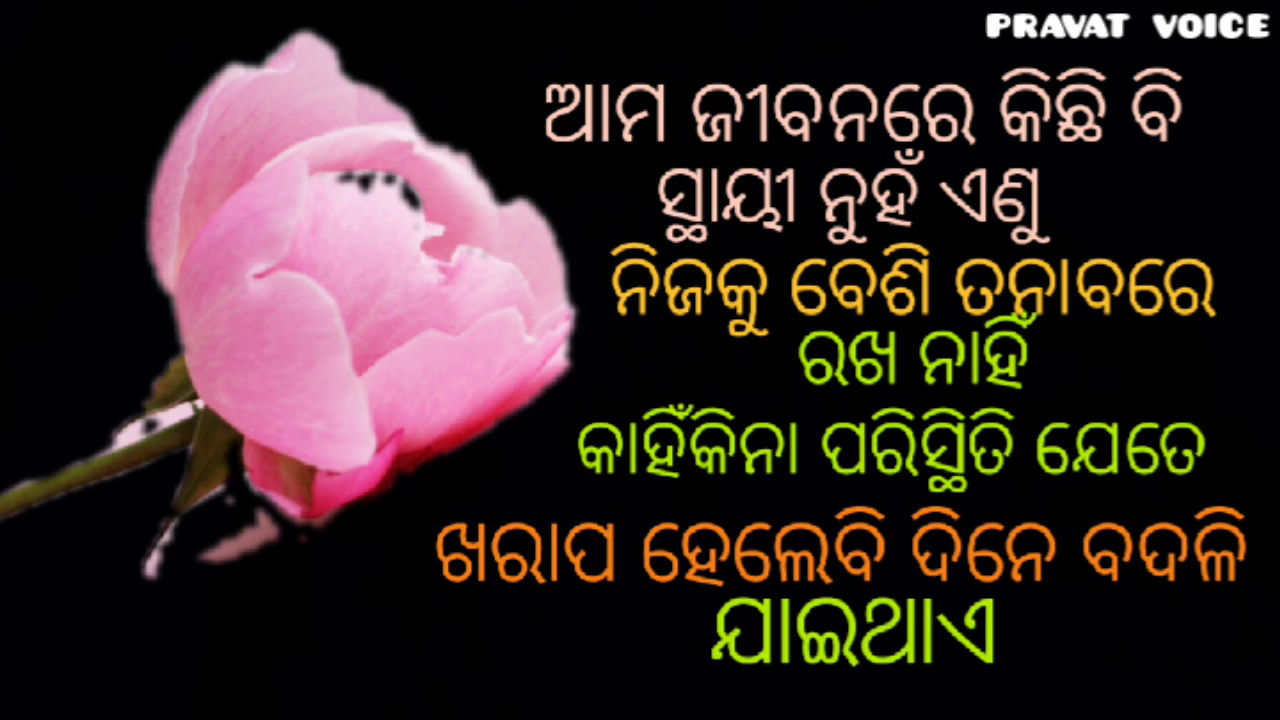 PRAVAT VOICE
ଆମ ଜୀବନରେ କିଛି ବି
ସ୍ଥାୟୀ ନୁହଁ ଏଣୁ
ନିଜକୁ ବେଶି ତନାବରେ
ରଖ ନାହିଁ
କାହିଁକିନା ପରିସ୍ଥିତି ଯେତେ
ଖରାପ ହେଲେବି ଦିନେ ବଦଳି
ଯାଇଥାଏ